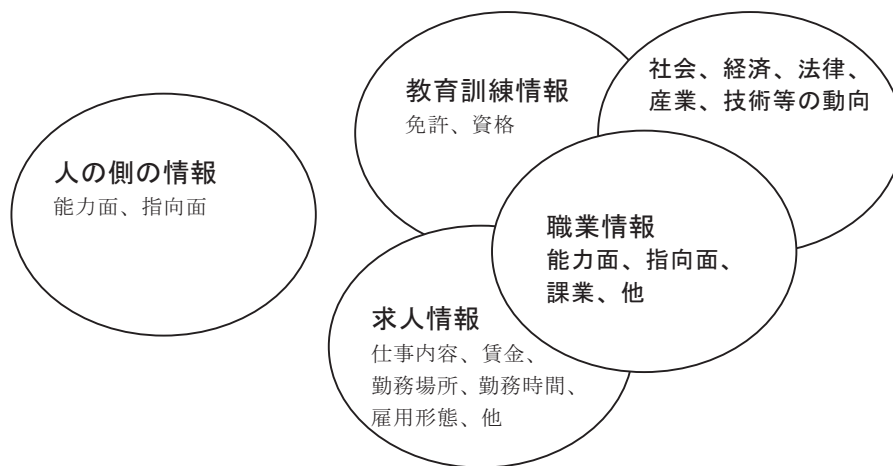 人の側の情報
能力面、指向面
教育訓練情報
免許、資格
社会、経済、法律、
産業、技術等の動向
職業情報
能力面、指向面、
課業、他
求人情報
仕事内容、賃金、
勤務場所、勤務時間、
雇用形態、他